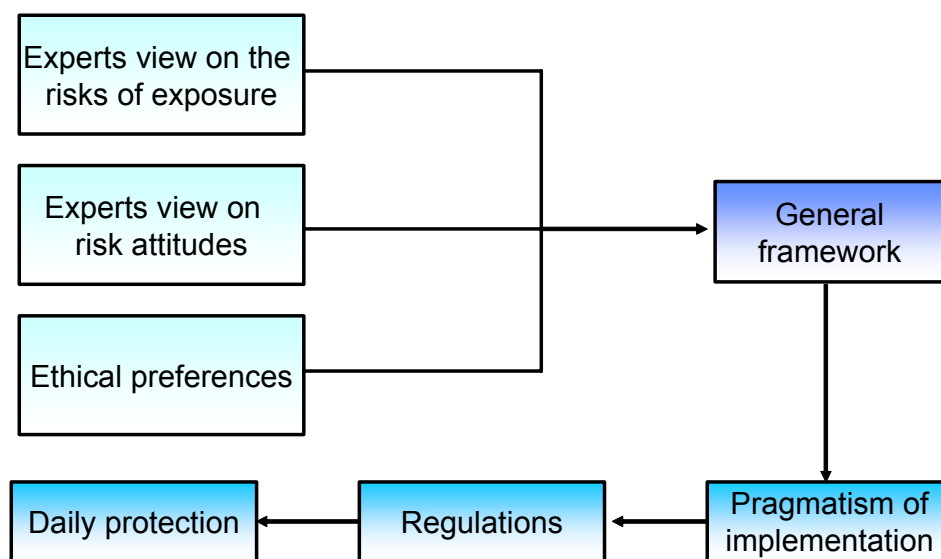 Experts view on the
risks of exposure
Experts view on
risk attitudes
General
framework
Ethical preferences
Daily protection
Regulations
Pragmatism of
implementation